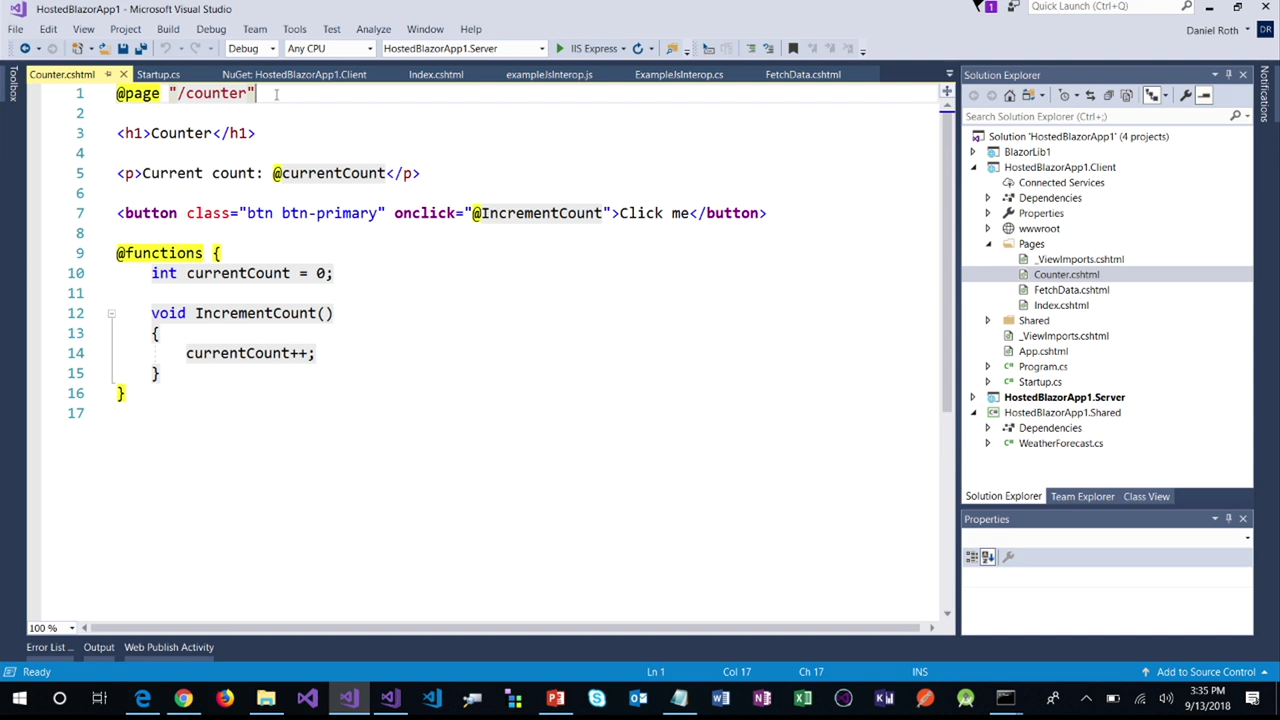 HostedBlazorApp1 - Microsoft Visual Studio
1
Quick Launch (Ctrl+;)
File Edit View Project Build Debug Team Tools Test Analyze Window Help
Daniel Roth
DR
Debug Any CPU HostedBlazorApp1.Server IIS Express
Toolbox
Counter.cshtml Startup.cs NuGet: HostedBlazorApp1.Client Index.cshtml exampleJsInterop.js ExampleJsInterop.cs FetchData.cshtml
1 @page "/counter"
2
3 <h1>Counter</h1>
4
5 <p>Current count: @currentCount</p>
6
7 <button class="btn btn-primary" onclick="@IncrementCount">Click me</button>
8
9 @functions {
10 int currentCount = 0;
11
12 void IncrementCount()
13 {
14 currentCount++;
15 }
16 }
17
100 %
Solution Explorer
Search Solution Explorer (Ctrl+;)
Solution 'HostedBlazorApp1' (4 projects)
BlazorLib1
HostedBlazorApp1.Client
Connected Services
Dependencies
Properties
wwwroot
Pages
_ViewImports.cshtml
Counter.cshtml
FetchData.cshtml
Index.cshtml
Shared
_ViewImports.cshtml
App.cshtml
Program.cs
Startup.cs
HostedBlazorApp1.Server
HostedBlazorApp1.Shared
Dependencies
WeatherForecast.cs
Solution Explorer Team Explorer Class View
Properties
Notifications
Error List ... Output Web Publish Activity
Ready Ln 1 Col 17 Ch 17 INS Add to Source Control
3:35 PM
9/13/2018